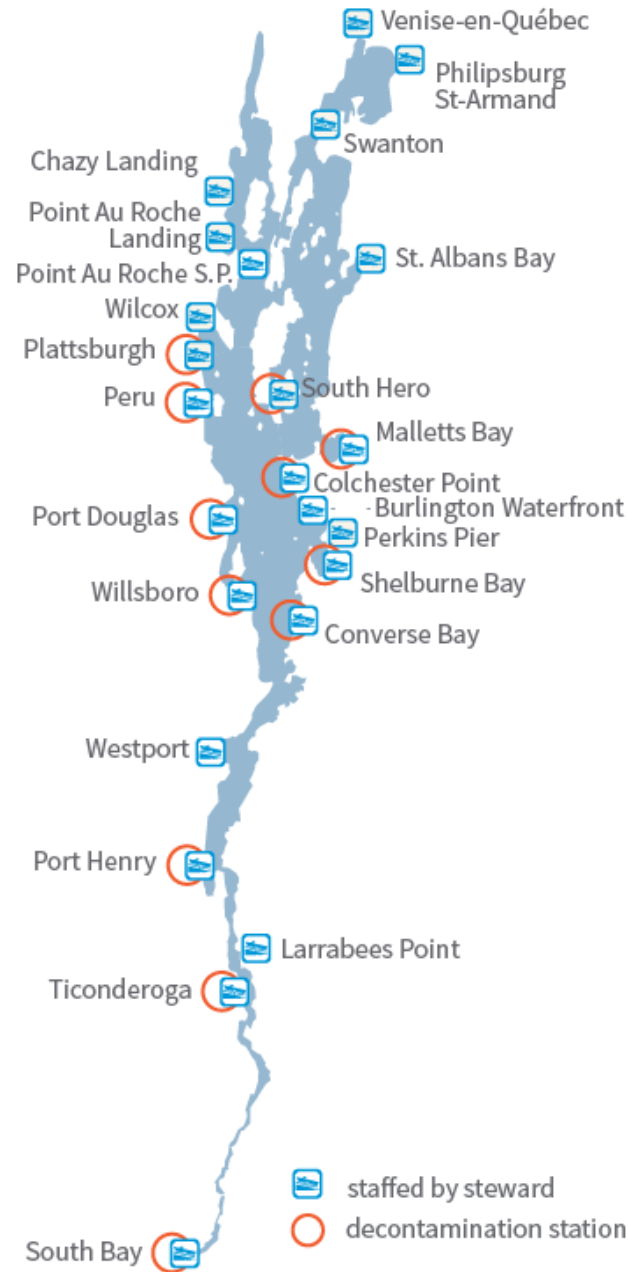 Venise-en-Québec
Philipsburg
St-Armand
Swanton
Chazy Landing
Point Au Roche
Landing
Point Au Roche S.P.
St. Albans Bay
Wilcox
Plattsburgh
South Hero
Peru
Malletts Bay
Colchester Point
Burlington Waterfront
Port Douglas
Perkins Pier
Shelburne Bay
Willsboro
Converse Bay
Westport
Port Henry
Larrabees Point
Ticonderoga
staffed by steward
decontamination station
South Bay